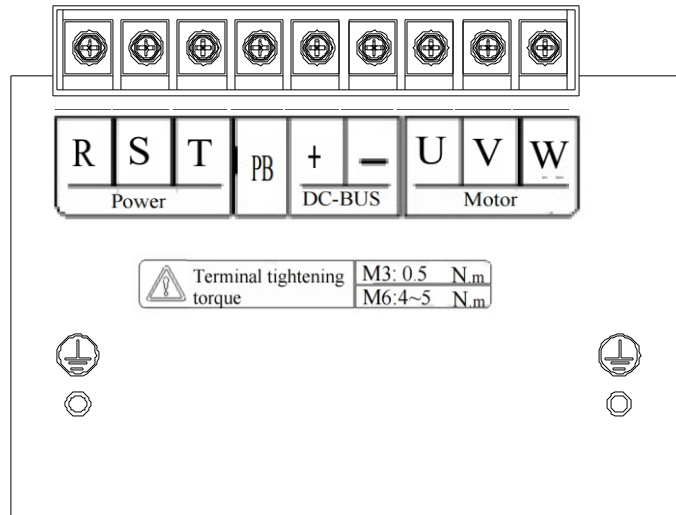 R S T PB + − U V W
Power DC-BUS Motor
Terminal tightening M3: 0.5 N.m
torque M6:4~5 N.m